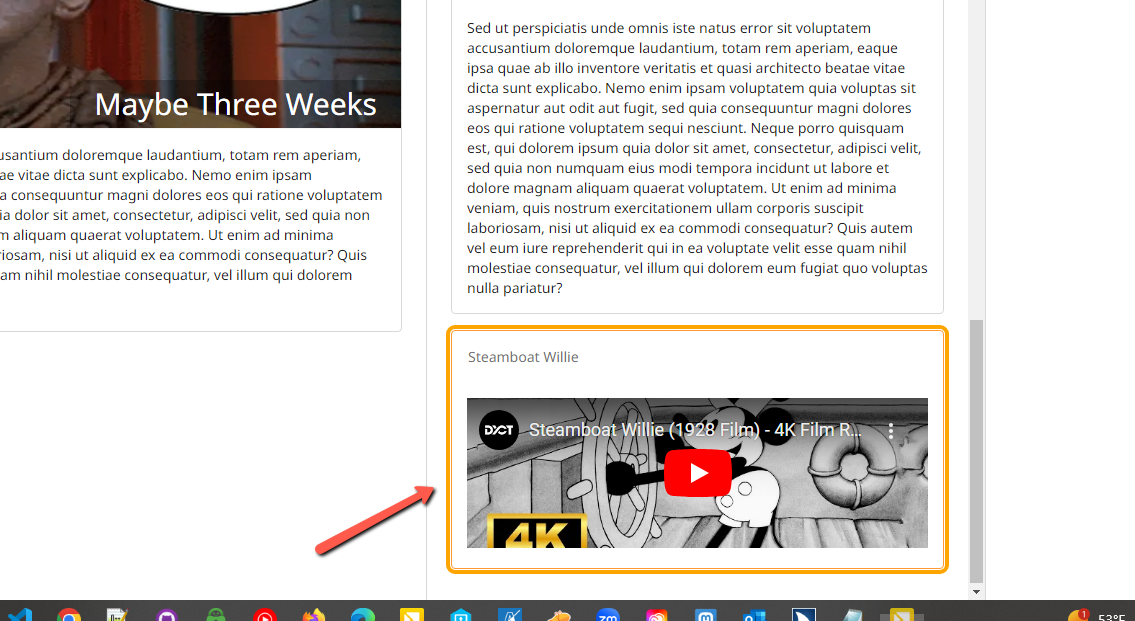 Maybe Three Weeks
usantium doloremque laudantium, totam rem aperiam,
ae vitae dicta sunt explicabo. Nemo enim ipsam
a consequuntur magni dolores eos qui ratione voluptatem
ia dolor sit amet, consectetur, adipisci velit, sed quia non
m aliquam quaerat voluptatem. Ut enim ad minima
riosam, nisi ut aliquid ex ea commodi consequatur? Quis
am nihil molestiae consequatur, vel illum qui dolorem
Sed ut perspiciatis unde omnis iste natus error sit voluptatem
accusantium doloremque laudantium, totam rem aperiam, eaque
ipsa quae ab illo inventore veritatis et quasi architecto beatae vitae
dicta sunt explicabo. Nemo enim ipsam voluptatem quia voluptas sit
aspernatur aut odit aut fugit, sed quia consequuntur magni dolores
eos qui ratione voluptatem sequi nesciunt. Neque porro quisquam
est, qui dolorem ipsum quia dolor sit amet, consectetur, adipisci velit,
sed quia non numquam eius modi tempora incidunt ut labore et
dolore magnam aliquam quaerat voluptatem. Ut enim ad minima
veniam, quis nostrum exercitationem ullam corporis suscipit
laboriosam, nisi ut aliquid ex ea commodi consequatur? Quis autem
vel eum iure reprehenderit qui in ea voluptate velit esse quam nihil
molestiae consequatur, vel illum qui dolorem eum fugiat quo voluptas
nulla pariatur?
Steamboat Willie
DXCT
Steamboat Willie (1928 Film) - 4K Film R...
4K
zm
1
53°F